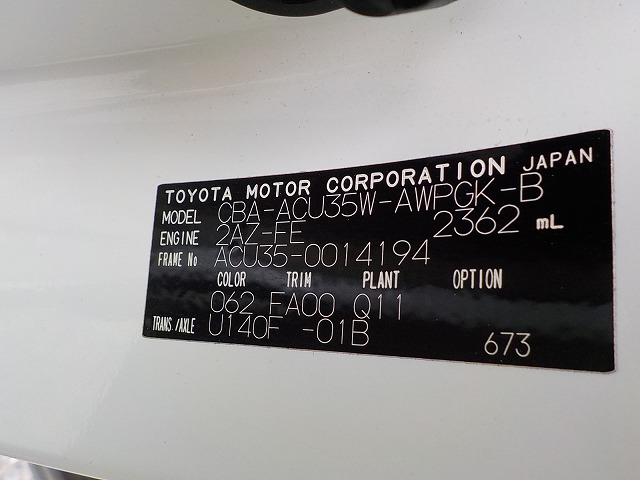 TOYOTA MOTOR CORPORATION JAPAN
MODEL CBA-ACU35W-AWPGK-B
ENGINE 2AZ-FE 2362 mL
FRAME No ACU35-0014194
COLOR TRIM PLANT OPTION
062 FA00 Q11
TRANS./AXLE U140F -01B
673